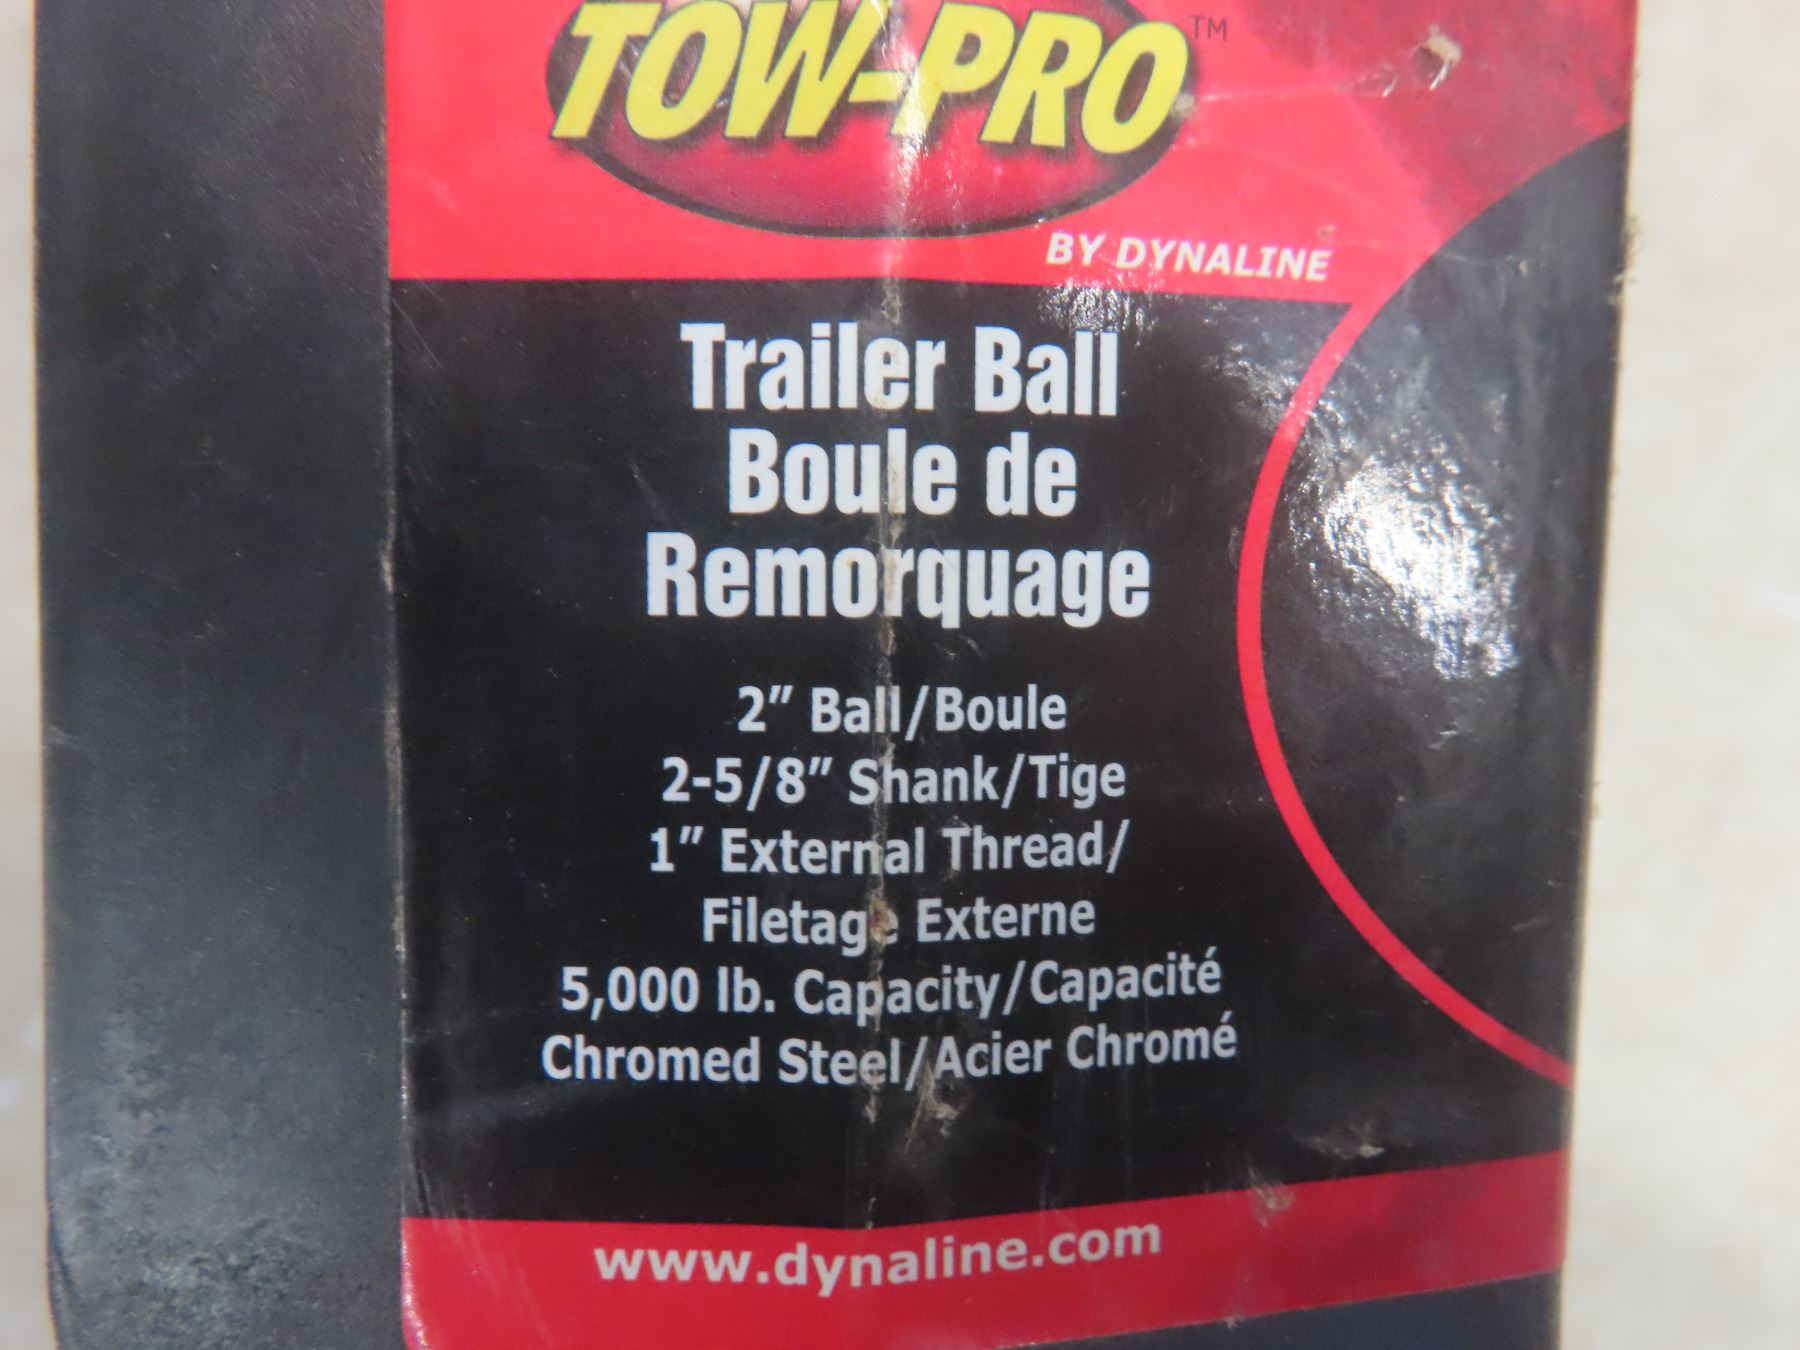 TOW-PRO™
BY DYNALINE
Trailer Ball
Boule de
Remorquage
2" Ball/Boule
2-5/8" Shank/Tige
1" External Thread/
Filetage Externe
5,000 lb. Capacity/Capacité
Chromed Steel/Acier Chromé
www.dynaline.com